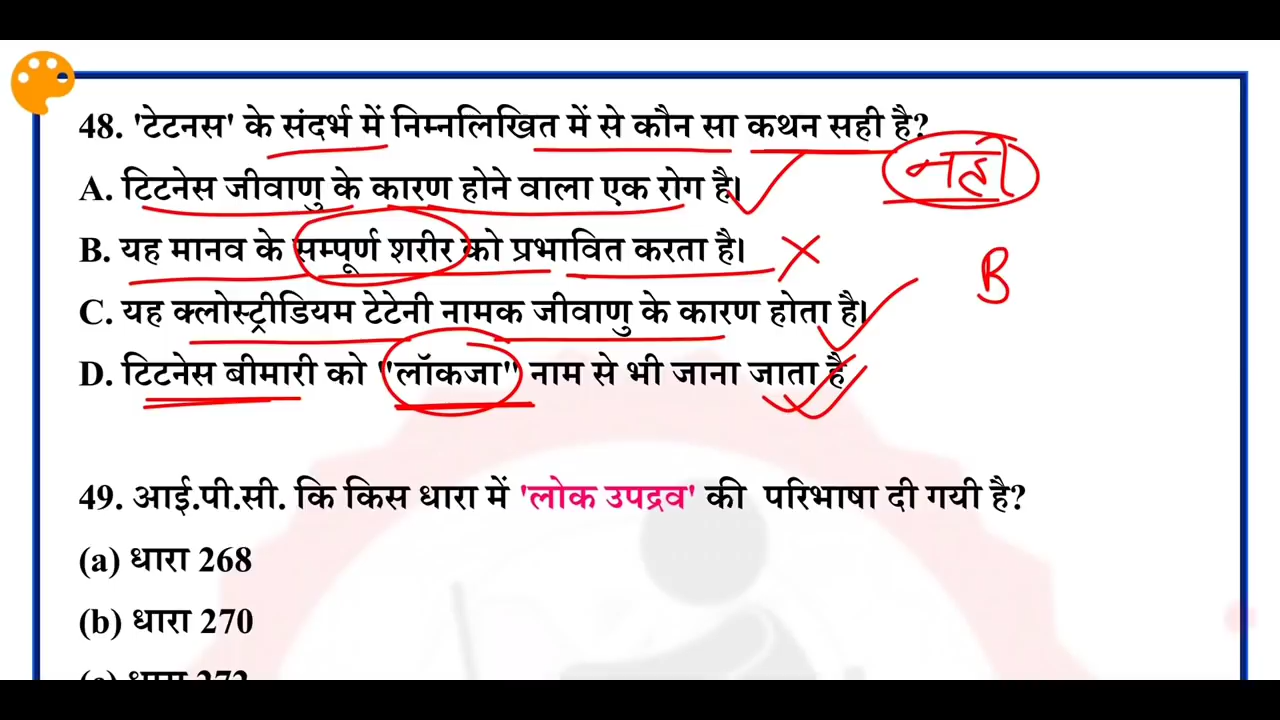 48. 'टेटनस' के संदर्भ में निम्नलिखित में से कौन सा कथन सही है?
नही
A. टिटनेस जीवाणु के कारण होने वाला एक रोग है।
B. यह मानव के सम्पूर्ण शरीर को प्रभावित करता है।
B
C. यह क्लोस्ट्रीडियम टेटेनी नामक जीवाणु के कारण होता है।
D. टिटनेस बीमारी को "लॉकजा" नाम से भी जाना जाता है
49. आई.पी.सी. कि किस धारा में 'लोक उपद्रव' की परिभाषा दी गयी है?
(a) धारा 268
(b) धारा 270
(c) धारा 272